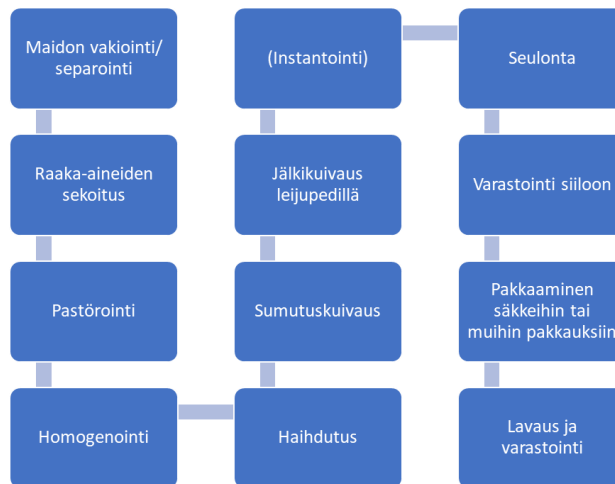 Maidon vakiointi/
separointi
Raaka-aineiden
sekoitus
Pastörointi
Homogenointi
Haihdutus
Sumutuskuivaus
Jälkikuivaus
leijupedillä
(Instantointi)
Seulonta
Varastointi siiloon
Pakkaaminen
säkkeihin tai
muihin pakkauksiin
Lavaus ja
varastointi